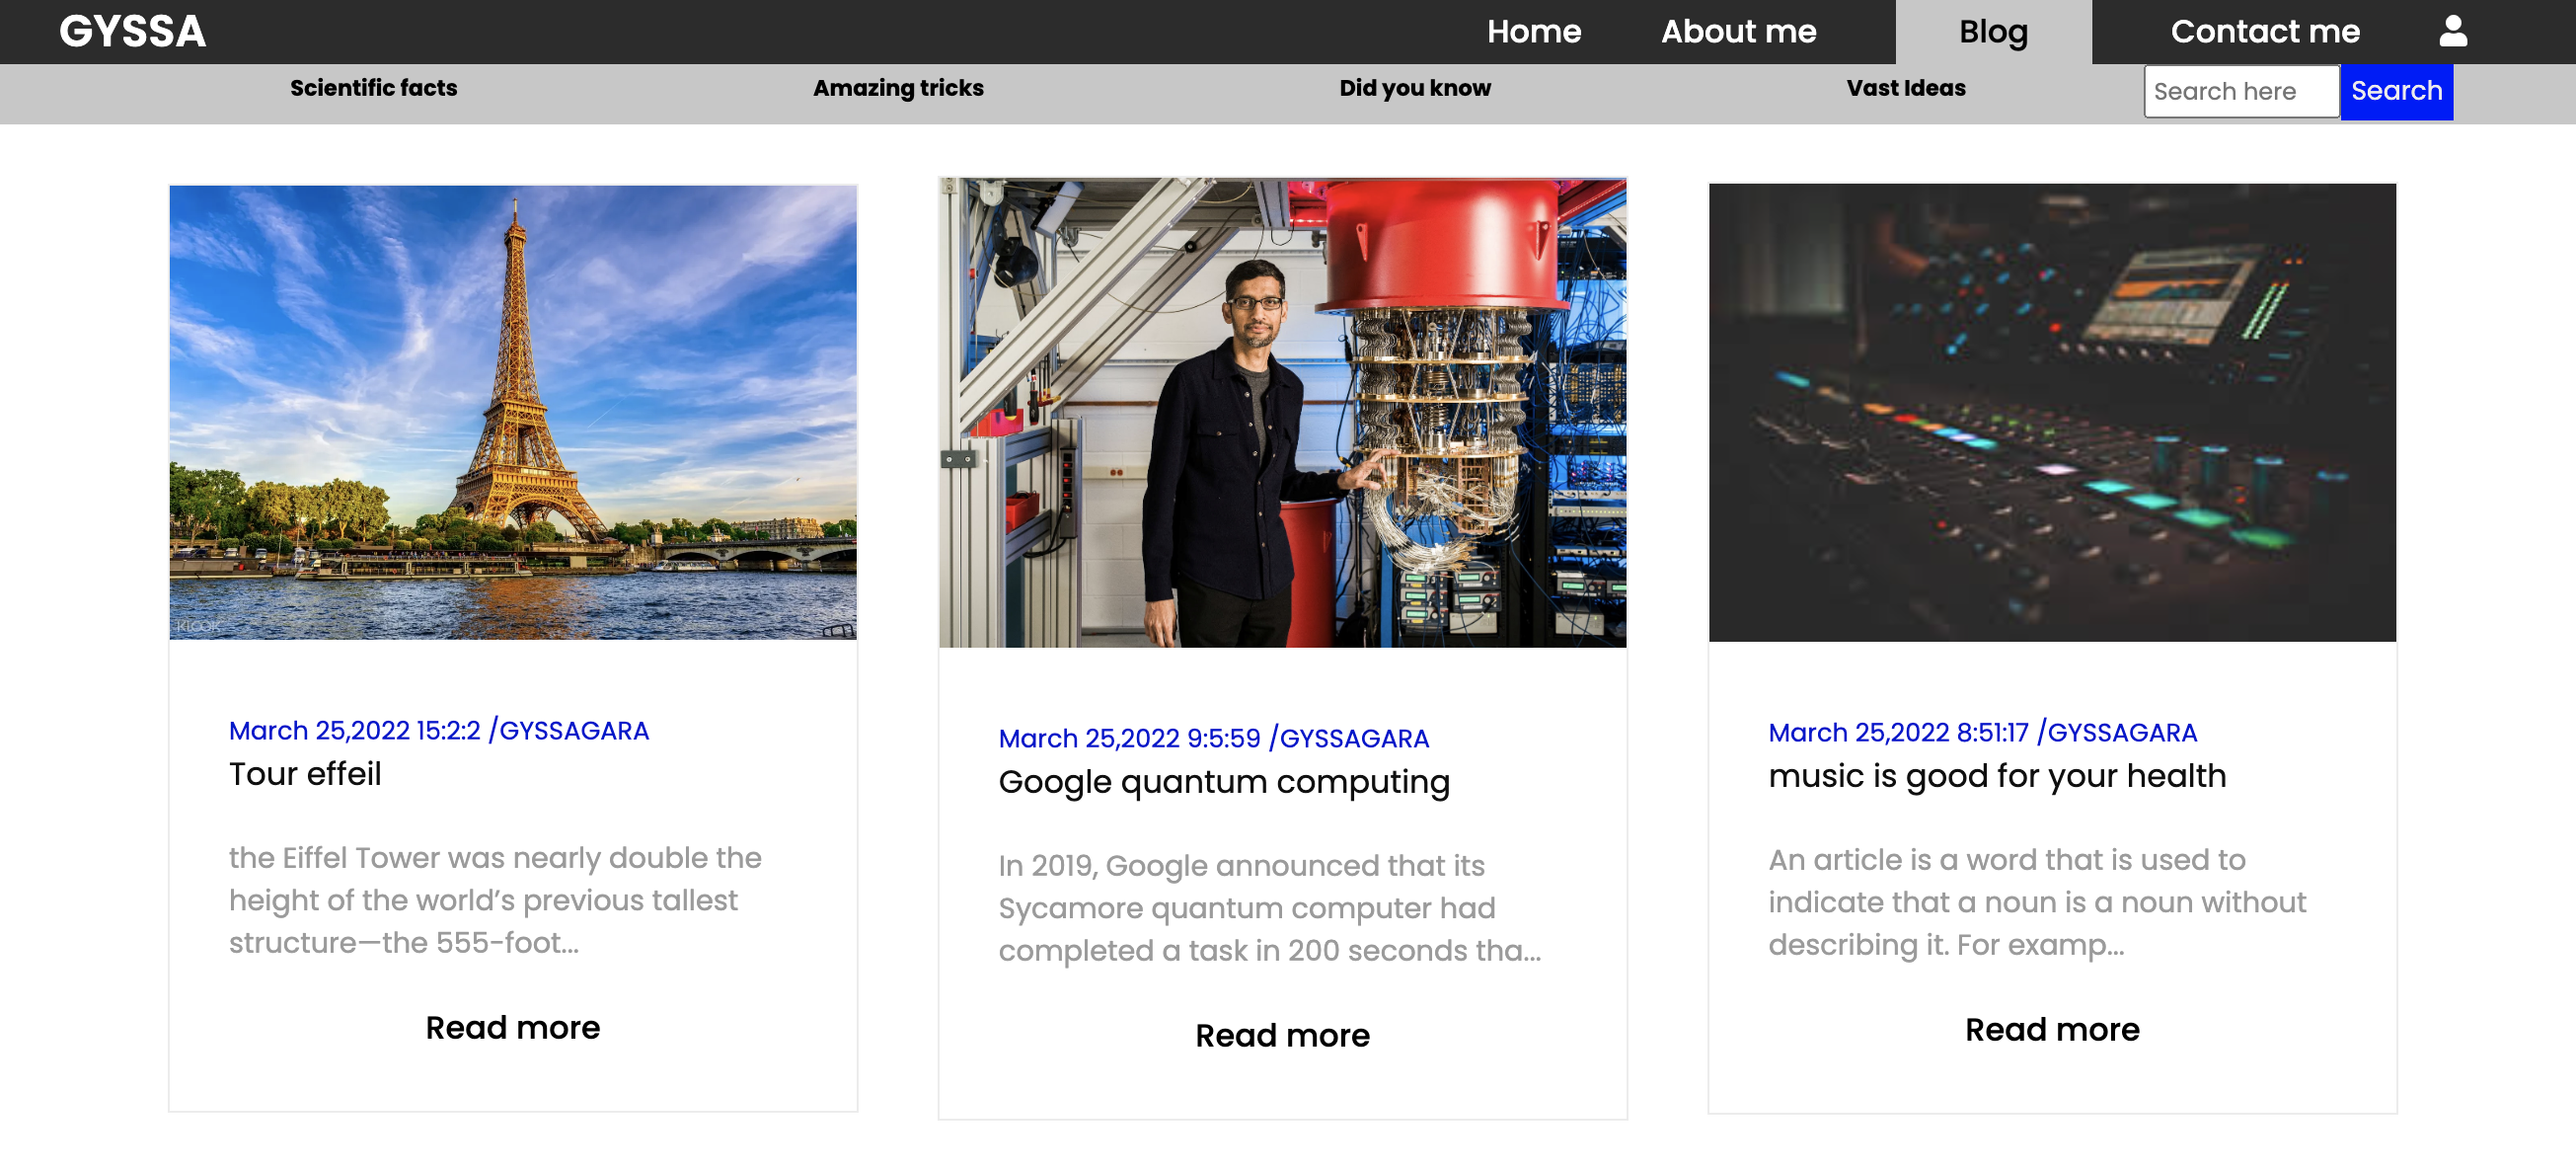 GYSSA
Home
About me
Blog
Contact me
Scientific facts
Amazing tricks
Did you know
Vast Ideas
Search here
Search
KLOOK
March 25,2022 15:2:2 /GYSSAGARA
Tour effeil
the Eiffel Tower was nearly double the
height of the world’s previous tallest
structure—the 555-foot...
Read more
March 25,2022 9:5:59 /GYSSAGARA
Google quantum computing
In 2019, Google announced that its
Sycamore quantum computer had
completed a task in 200 seconds tha...
Read more
March 25,2022 8:51:17 /GYSSAGARA
music is good for your health
An article is a word that is used to
indicate that a noun is a noun without
describing it. For examp...
Read more